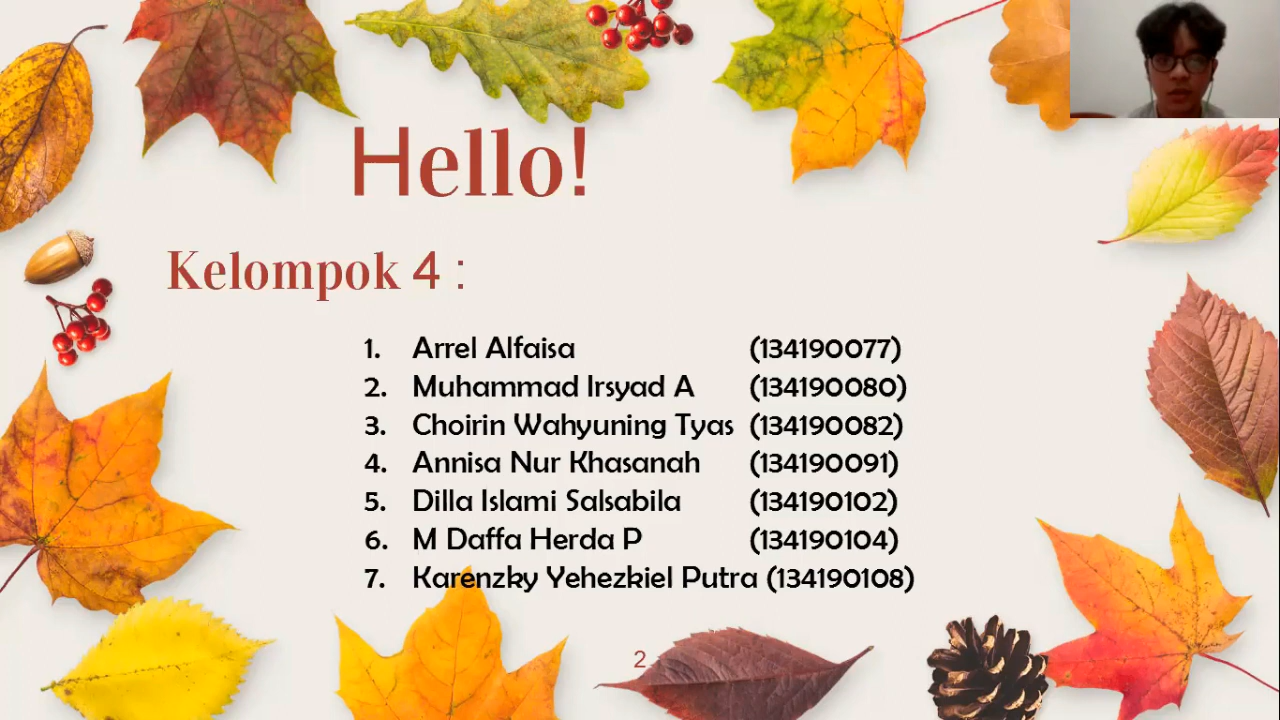 Hello!
Kelompok 4 :
1. Arrel Alfaisa (134190077)
2. Muhammad Irsyad A (134190080)
3. Choirin Wahyuning Tyas (134190082)
4. Annisa Nur Khasanah (134190091)
5. Dilla Islami Salsabila (134190102)
6. M Daffa Herda P (134190104)
7. Karenzky Yehezkiel Putra (134190108)
2